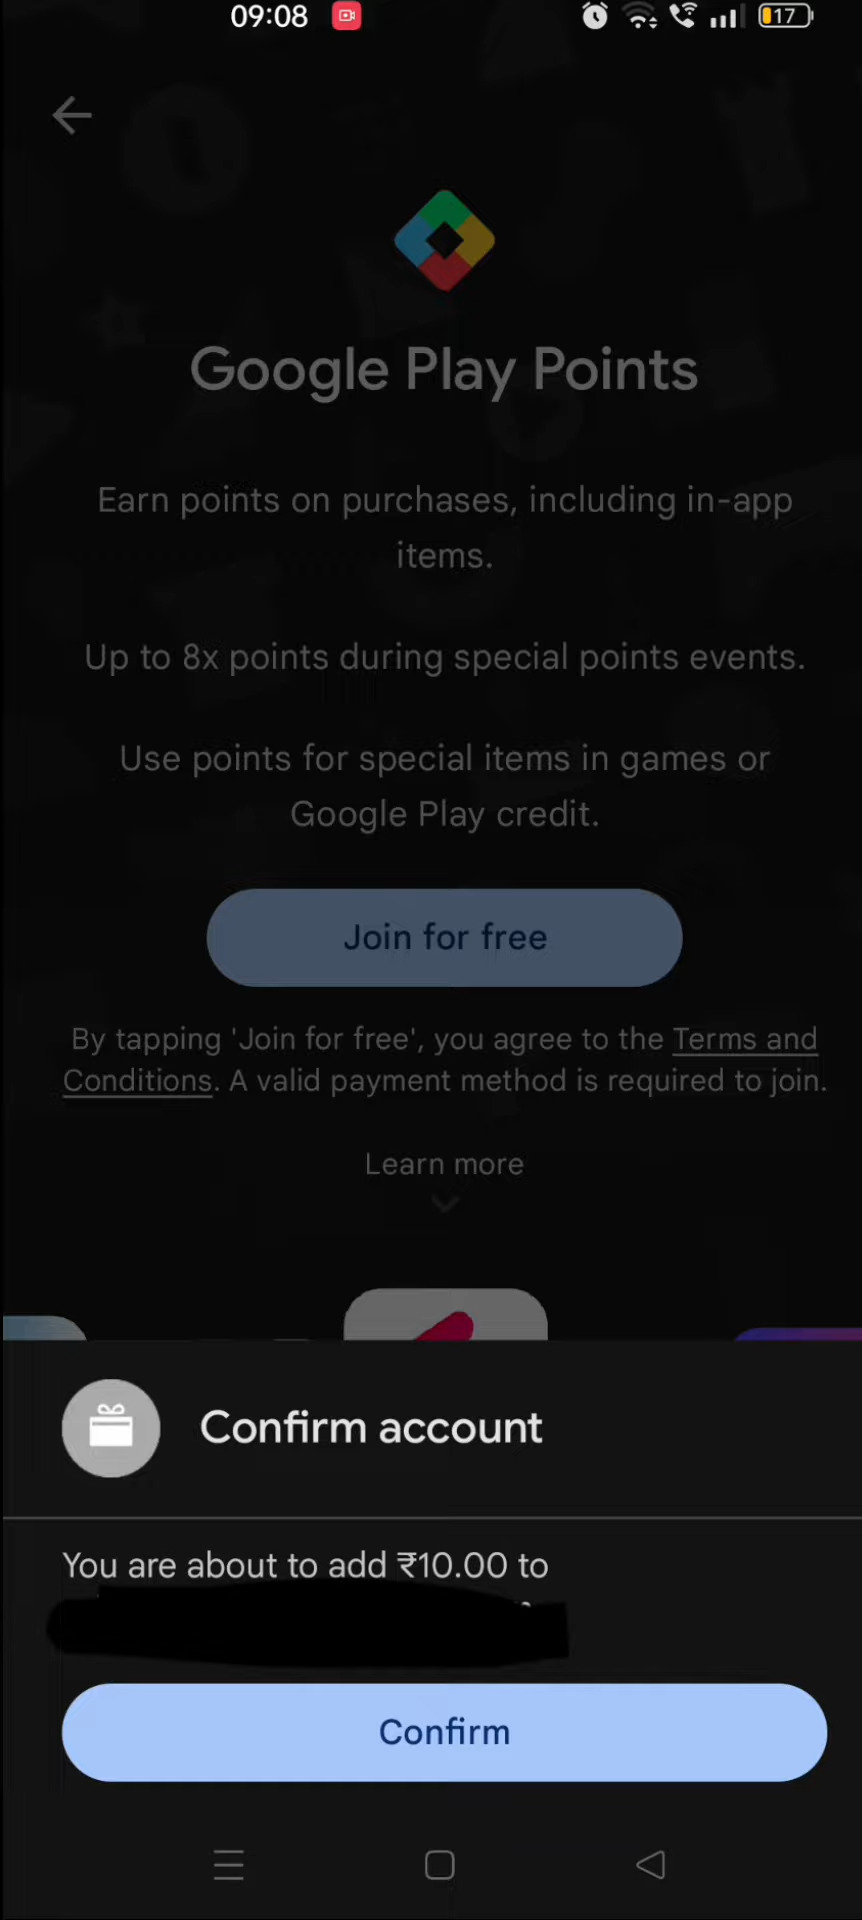 09:08
17
Google Play Points
Earn points on purchases, including in-app
items.
Up to 8x points during special points events.
Use points for special items in games or
Google Play credit.
Join for free
By tapping 'Join for free', you agree to the Terms and
Conditions. A valid payment method is required to join.
Learn more
Confirm account
You are about to add ₹10.00 to
Confirm